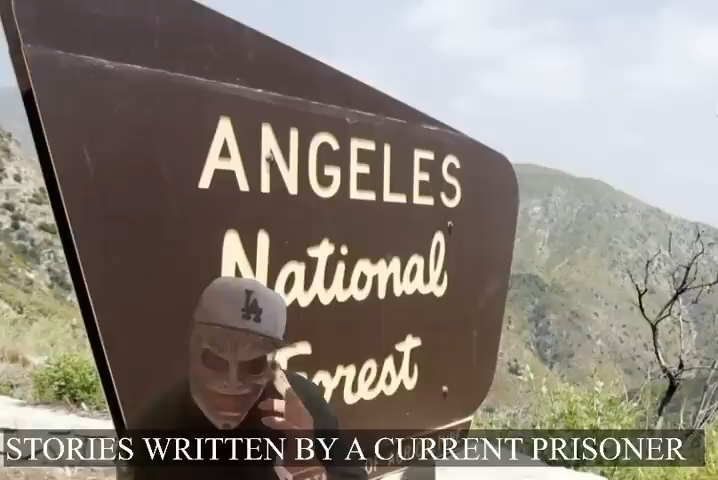 ANGELES
National
Forest
LA
STORIES WRITTEN BY A CURRENT PRISONER